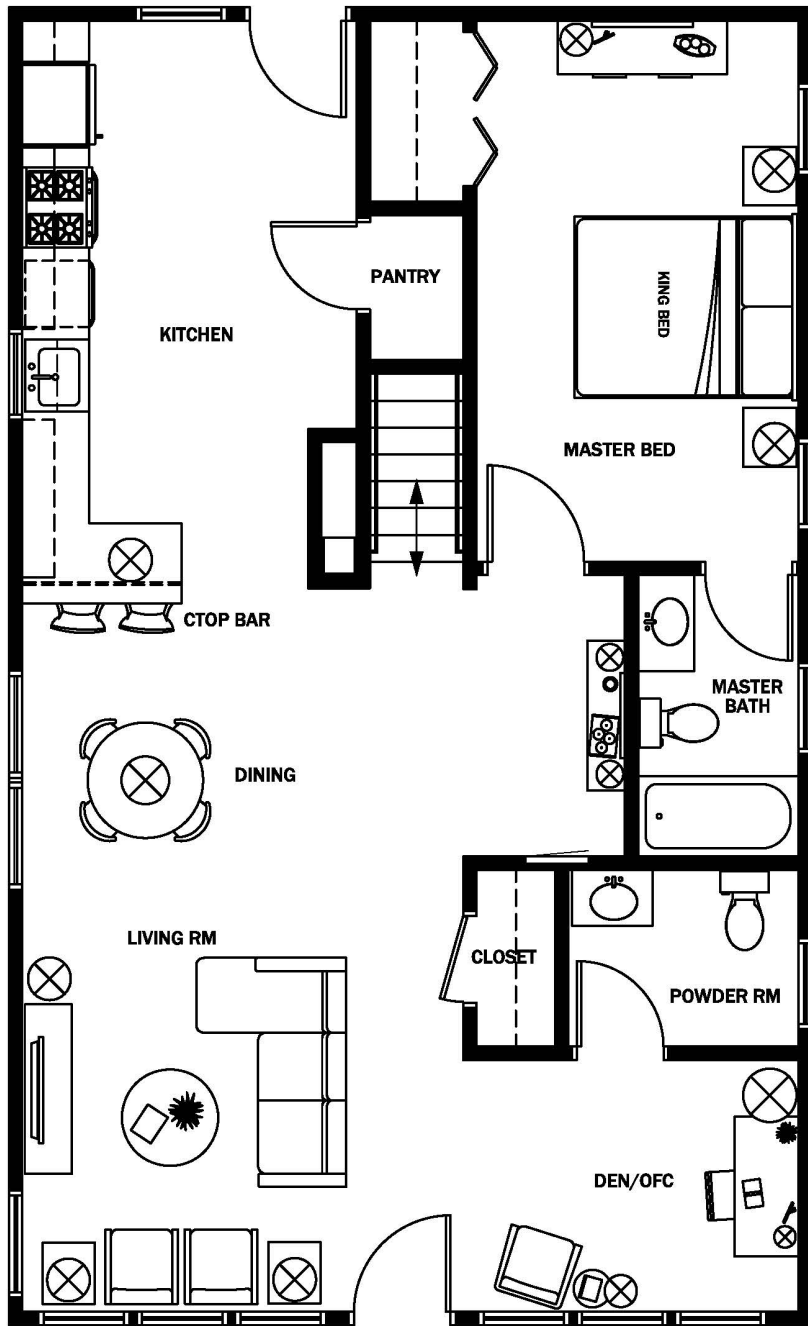 PANTRY
KITCHEN
KING BED
MASTER BED
CTOP BAR
MASTER
BATH
DINING
LIVING RM
CLOSET
POWDER RM
DEN/OFC